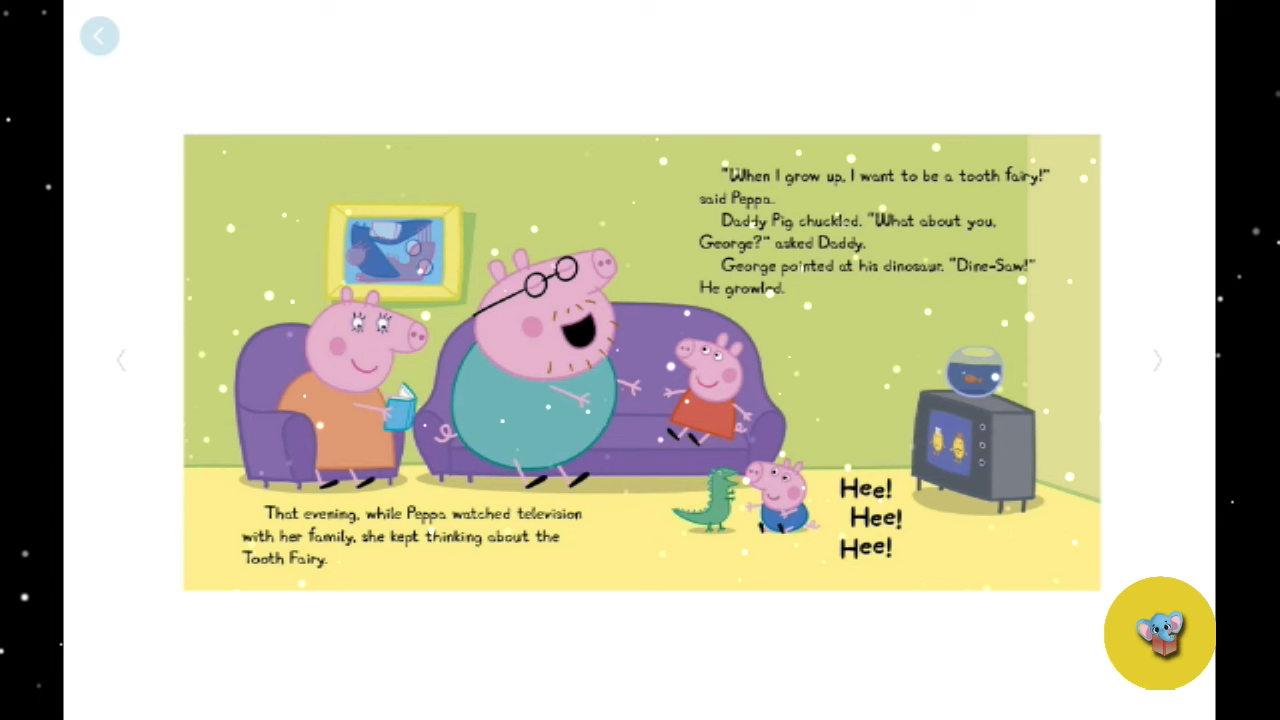 "When I grow up, I want to be a tooth fairy!"
said Peppa.
Daddy Pig chuckled. "What about you,
George?" asked Daddy.
George pointed at his dinosaur. "Dine-Saw!"
He growled.
That evening, while Peppa watched television
with her family, she kept thinking about the
Tooth Fairy.
Hee!
Hee!
Hee!